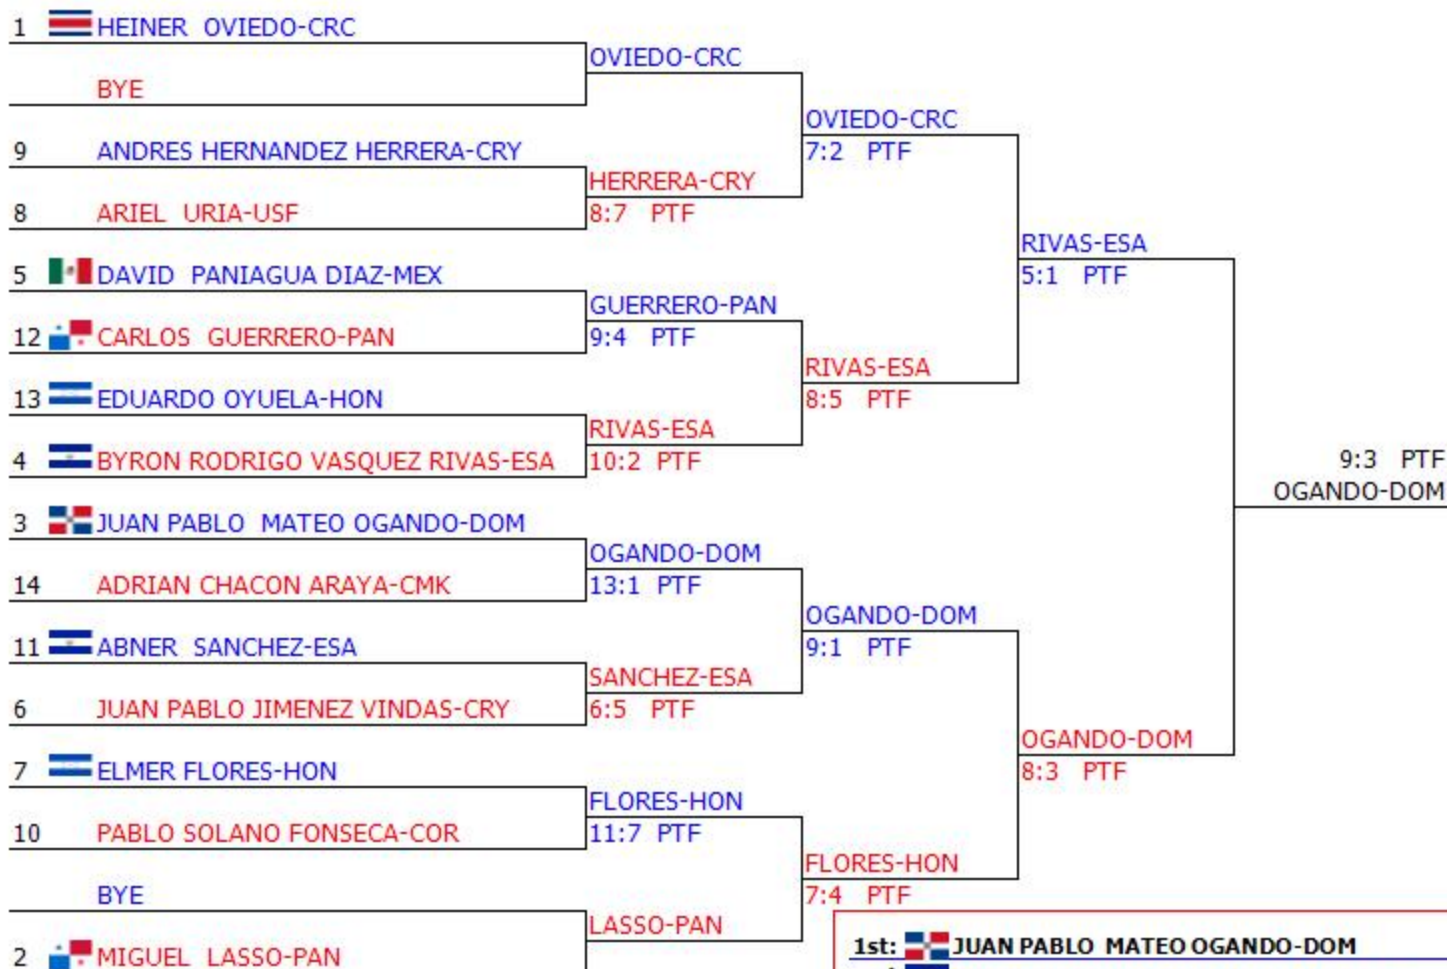 1 HEINER OVIEDO-CRC
BYE
9 ANDRES HERNANDEZ HERRERA-CRY
8 ARIEL URIA-USF
5 DAVID PANIAGUA DIAZ-MEX
12 CARLOS GUERRERO-PAN
13 EDUARDO OYUELA-HON
4 BYRON RODRIGO VASQUEZ RIVAS-ESA
3 JUAN PABLO MATEO OGANDO-DOM
14 ADRIAN CHACON ARAYA-CMK
11 ABNER SANCHEZ-ESA
6 JUAN PABLO JIMENEZ VINDAS-CRY
7 ELMER FLORES-HON
10 PABLO SOLANO FONSECA-COR
BYE
2 MIGUEL LASSO-PAN
OVIEDO-CRC
HERRERA-CRY
8:7 PTF
GUERRERO-PAN
9:4 PTF
RIVAS-ESA
10:2 PTF
OGANDO-DOM
13:1 PTF
SANCHEZ-ESA
6:5 PTF
FLORES-HON
11:7 PTF
LASSO-PAN
OVIEDO-CRC
7:2 PTF
RIVAS-ESA
8:5 PTF
OGANDO-DOM
9:1 PTF
FLORES-HON
7:4 PTF
RIVAS-ESA
5:1 PTF
OGANDO-DOM
8:3 PTF
9:3 PTF
OGANDO-DOM
1st: JUAN PABLO MATEO OGANDO-DOM